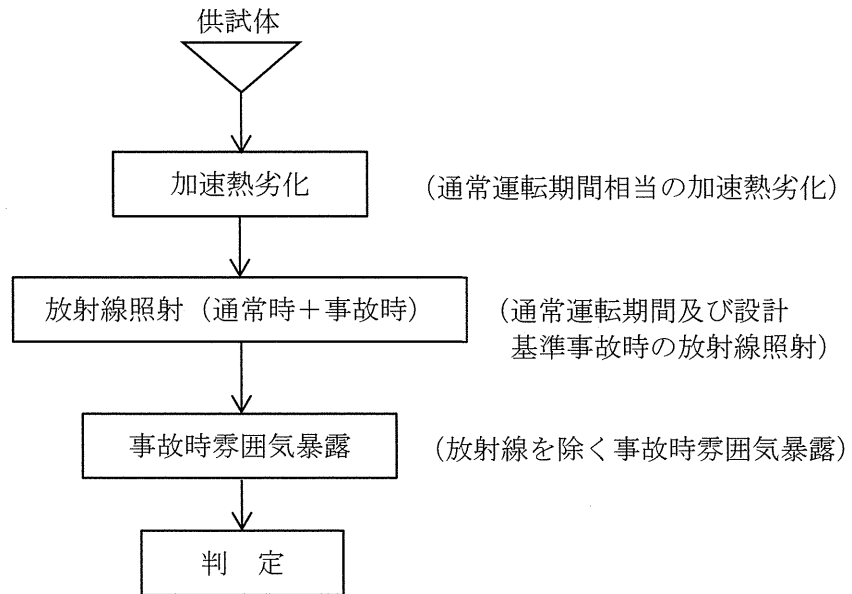 供試体
加速熱劣化
（通常運転期間相当の加速熱劣化）
放射線照射（通常時＋事故時）
（通常運転期間及び設計
基準事故時の放射線照射）
事故時雰囲気暴露
（放射線を除く事故時雰囲気暴露）
判　定